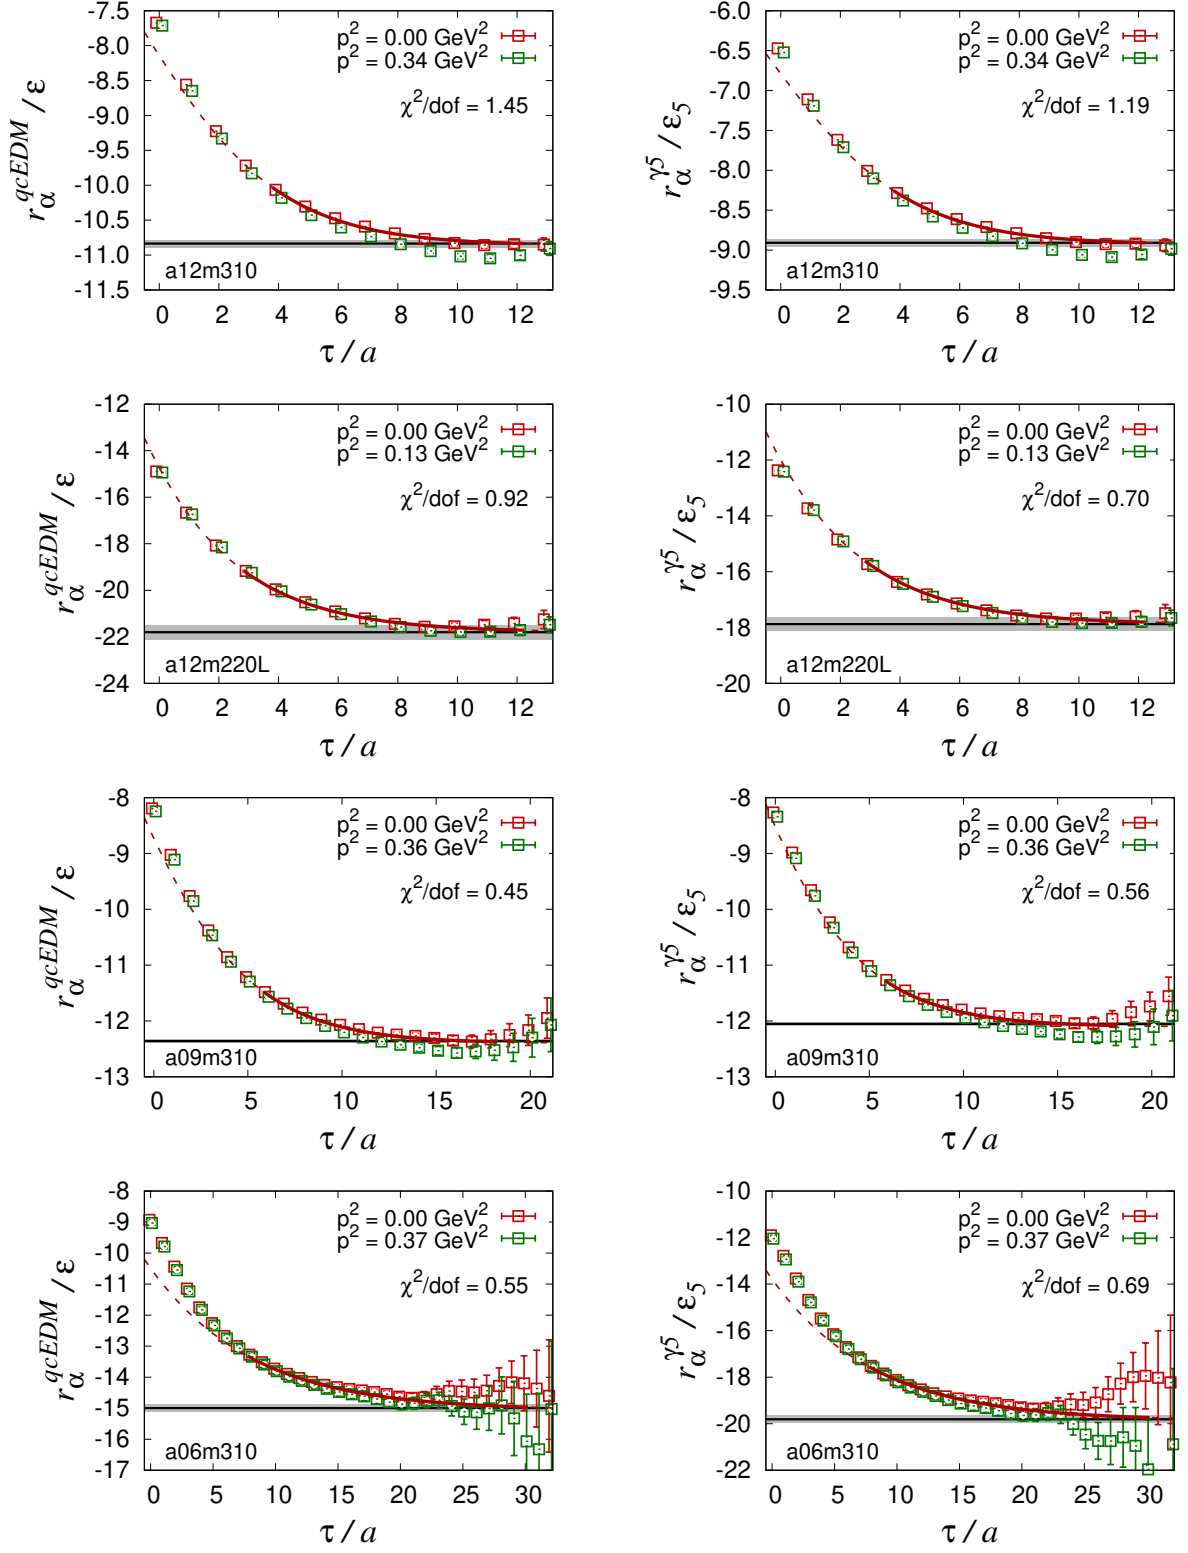 -7.5
-8.0
-8.5
-9.0
-9.5
-10.0
-10.5
-11.0
-11.5
r_α^{qcEDM} / ε
p² = 0.00 GeV²
p² = 0.34 GeV²
χ²/dof = 1.45
a12m310
0 2 4 6 8 10 12
τ / a
-6.0
-6.5
-7.0
-7.5
-8.0
-8.5
-9.0
-9.5
r_α^{γ5} / ε₅
p² = 0.00 GeV²
p² = 0.34 GeV²
χ²/dof = 1.19
a12m310
0 2 4 6 8 10 12
τ / a
-12
-14
-16
-18
-20
-22
-24
r_α^{qcEDM} / ε
p² = 0.00 GeV²
p² = 0.13 GeV²
χ²/dof = 0.92
a12m220L
0 2 4 6 8 10 12
τ / a
-10
-12
-14
-16
-18
-20
r_α^{γ5} / ε₅
p² = 0.00 GeV²
p² = 0.13 GeV²
χ²/dof = 0.70
a12m220L
0 2 4 6 8 10 12
τ / a
-8
-9
-10
-11
-12
-13
r_α^{qcEDM} / ε
p² = 0.00 GeV²
p² = 0.36 GeV²
χ²/dof = 0.45
a09m310
0 5 10 15 20
τ / a
-8
-9
-10
-11
-12
-13
r_α^{γ5} / ε₅
p² = 0.00 GeV²
p² = 0.36 GeV²
χ²/dof = 0.56
a09m310
0 5 10 15 20
τ / a
-8
-9
-10
-11
-12
-13
-14
-15
-16
-17
r_α^{qcEDM} / ε
p² = 0.00 GeV²
p² = 0.37 GeV²
χ²/dof = 0.55
a06m310
0 5 10 15 20 25 30
τ / a
-10
-12
-14
-16
-18
-20
-22
r_α^{γ5} / ε₅
p² = 0.00 GeV²
p² = 0.37 GeV²
χ²/dof = 0.69
a06m310
0 5 10 15 20 25 30
τ / a